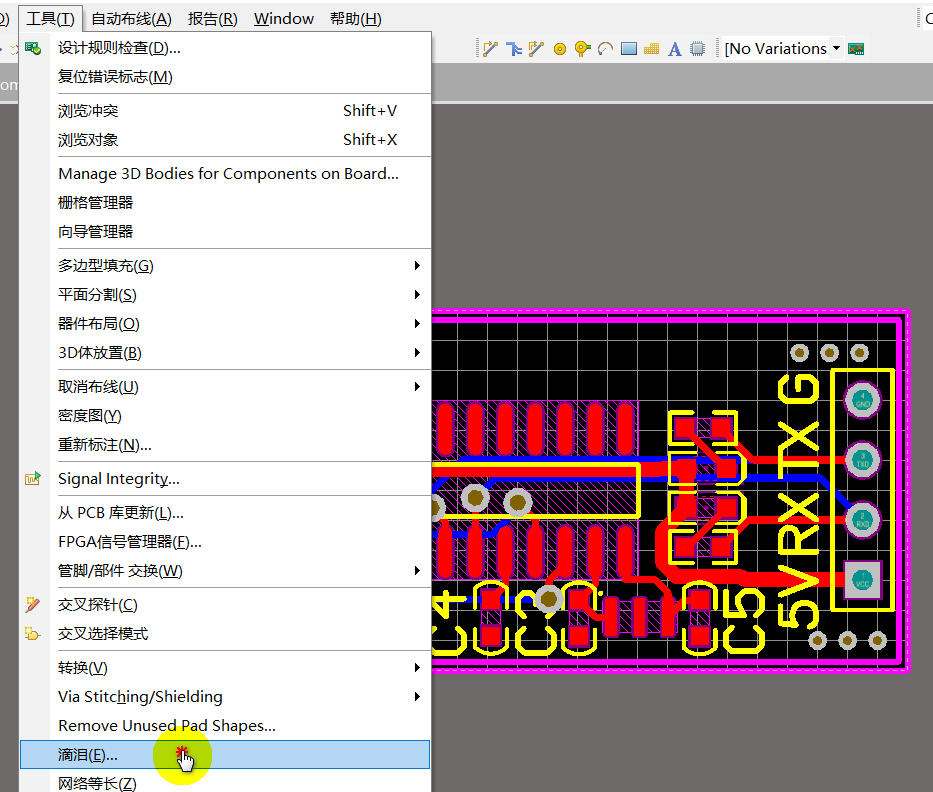 D) 工具(T) 自动布线(A) 报告(R) Window 帮助(H)
[No Variations
om
设计规则检查(D)...
复位错误标志(M)
浏览冲突 Shift+V
浏览对象 Shift+X
Manage 3D Bodies for Components on Board...
栅格管理器
向导管理器
多边型填充(G)
平面分割(S)
器件布局(O)
3D体放置(B)
取消布线(U)
密度图(Y)
重新标注(N)...
Signal Integrity...
从 PCB 库更新(L)...
FPGA信号管理器(F)...
管脚/部件 交换(W)
交叉探针(C)
交叉选择模式
转换(V)
Via Stitching/Shielding
Remove Unused Pad Shapes...
滴泪(E)...
网络等长(Z)
5V RX TX G
4
GND
3
TXD
2
RXD
1
VCC
C5